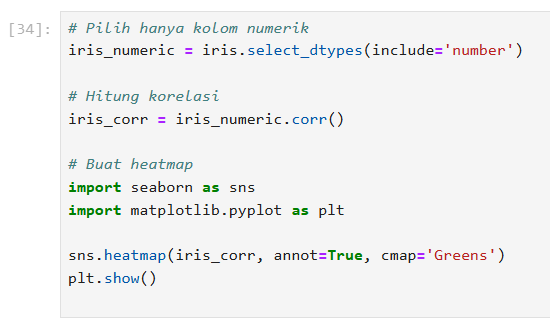 [34]: # Pilih hanya kolom numerik
iris_numeric = iris.select_dtypes(include='number')
# Hitung korelasi
iris_corr = iris_numeric.corr()
# Buat heatmap
import seaborn as sns
import matplotlib.pyplot as plt
sns.heatmap(iris_corr, annot=True, cmap='Greens')
plt.show()